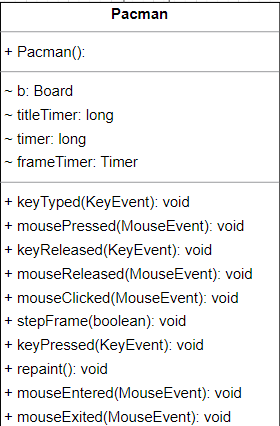 Pacman
+ Pacman():
~ b: Board
~ titleTimer: long
~ timer: long
~ frameTimer: Timer
+ keyTyped(KeyEvent): void
+ mousePressed(MouseEvent): void
+ keyReleased(KeyEvent): void
+ mouseReleased(MouseEvent): void
+ mouseClicked(MouseEvent): void
+ stepFrame(boolean): void
+ keyPressed(KeyEvent): void
+ repaint(): void
+ mouseEntered(MouseEvent): void
+ mouseExited(MouseEvent): void